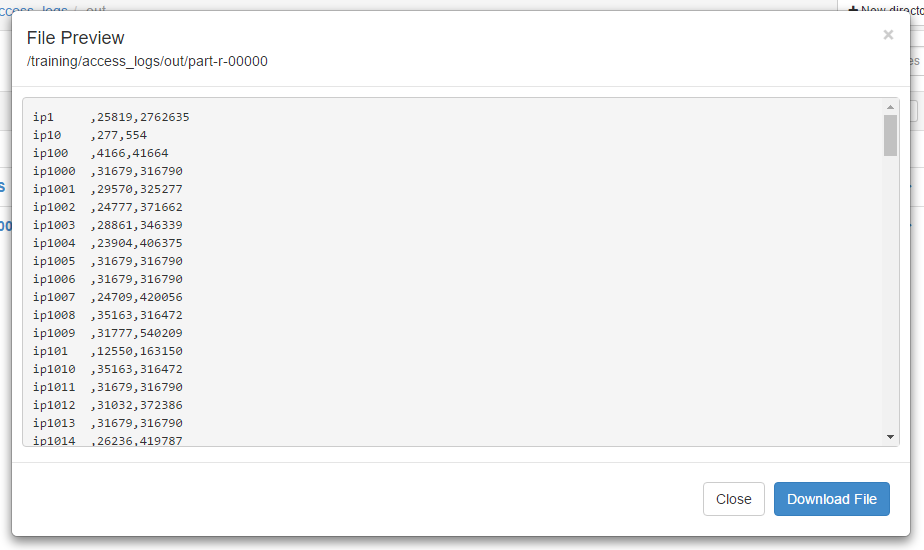 access_logs / out
New directo
File Preview
×
/training/access_logs/out/part-r-00000
ip1     ,25819,2762635
ip10    ,277,554
ip100   ,4166,41664
ip1000  ,31679,316790
ip1001  ,29570,325277
ip1002  ,24777,371662
ip1003  ,28861,346339
ip1004  ,23904,406375
ip1005  ,31679,316790
ip1006  ,31679,316790
ip1007  ,24709,420056
ip1008  ,35163,316472
ip1009  ,31777,540209
ip101   ,12550,163150
ip1010  ,35163,316472
ip1011  ,31679,316790
ip1012  ,31032,372386
ip1013  ,31679,316790
ip1014  ,26236,419787
Close
Download File